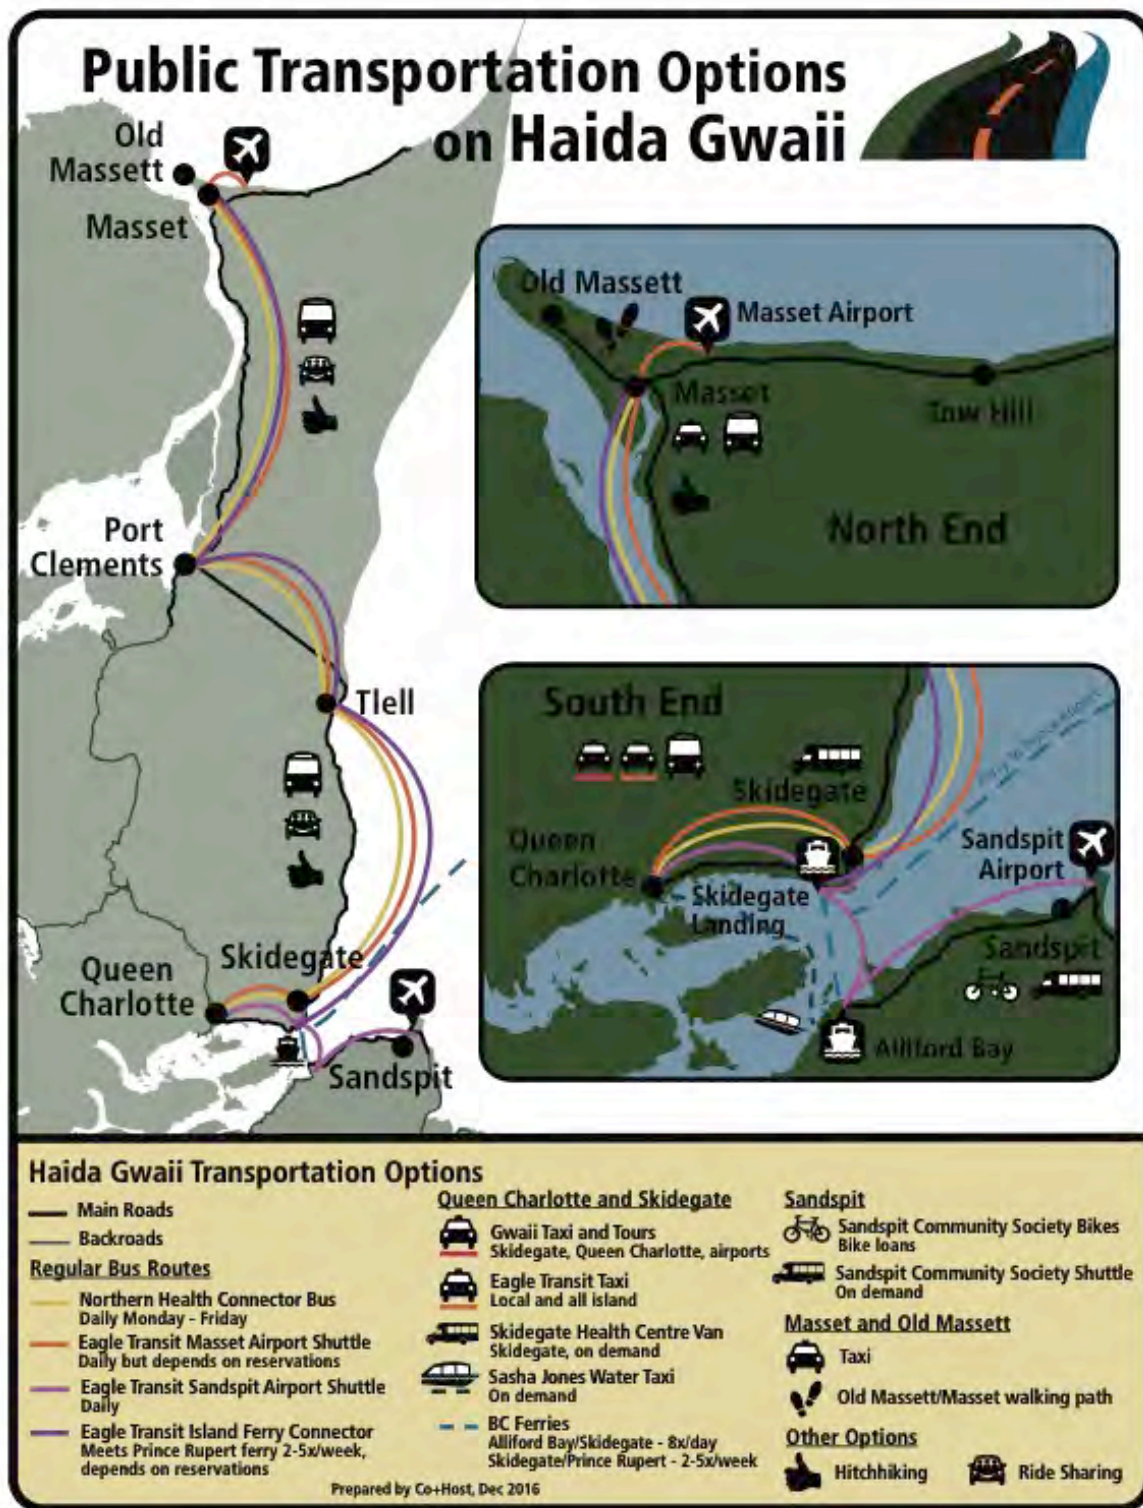 Public Transportation Options
on Haida Gwaii
Old
Massett
Masset
Port
Clements
Tlell
Skidegate
Queen
Charlotte
Sandspit
Old Massett
Masset Airport
Masset
Tow Hill
North End
South End
Skidegate
Queen
Charlotte
Skidegate
Landing
Sandspit
Airport
Sandspit
Alliford Bay
Haida Gwaii Transportation Options
Main Roads
Backroads
Regular Bus Routes
Northern Health Connector Bus
Daily Monday - Friday
Eagle Transit Masset Airport Shuttle
Daily but depends on reservations
Eagle Transit Sandspit Airport Shuttle
Daily
Eagle Transit Island Ferry Connector
Meets Prince Rupert ferry 2-5x/week,
depends on reservations
Queen Charlotte and Skidegate
Gwaii Taxi and Tours
Skidegate, Queen Charlotte, airports
Eagle Transit Taxi
Local and all island
Skidegate Health Centre Van
Skidegate, on demand
Sasha Jones Water Taxi
On demand
BC Ferries
Alliford Bay/Skidegate - 8x/day
Skidegate/Prince Rupert - 2-5x/week
Sandspit
Sandspit Community Society Bikes
Bike loans
Sandspit Community Society Shuttle
On demand
Masset and Old Massett
Taxi
Old Massett/Masset walking path
Other Options
Hitchhiking
Ride Sharing
Prepared by Co+Host, Dec 2016